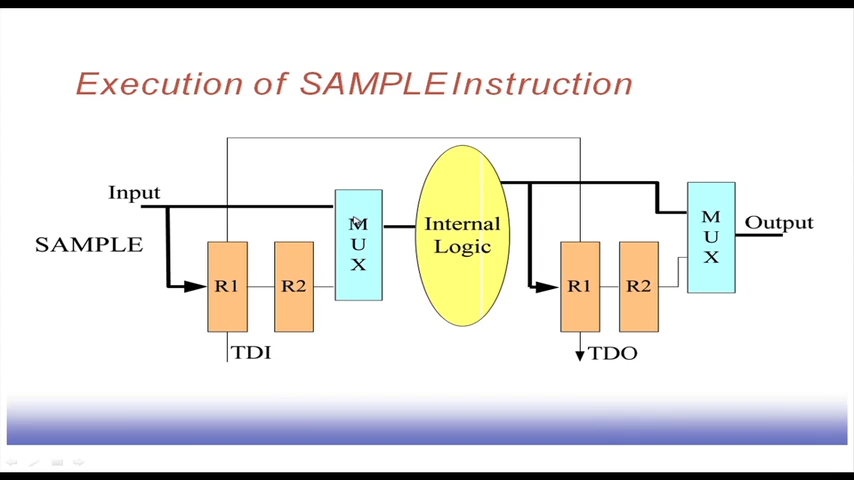 Execution of SAMPLE Instruction
Input
SAMPLE
R1
R2
M
U
X
Internal
Logic
R1
R2
M
U
X
Output
TDI
TDO